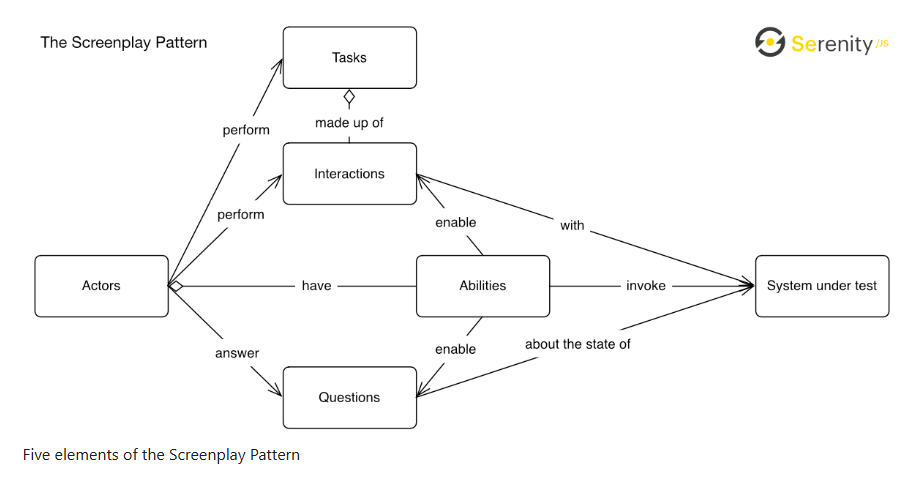 The Screenplay Pattern
Serenity/JS
Tasks
perform
made up of
Interactions
perform
enable
with
Actors
have
Abilities
invoke
System under test
answer
enable
about the state of
Questions
Five elements of the Screenplay Pattern